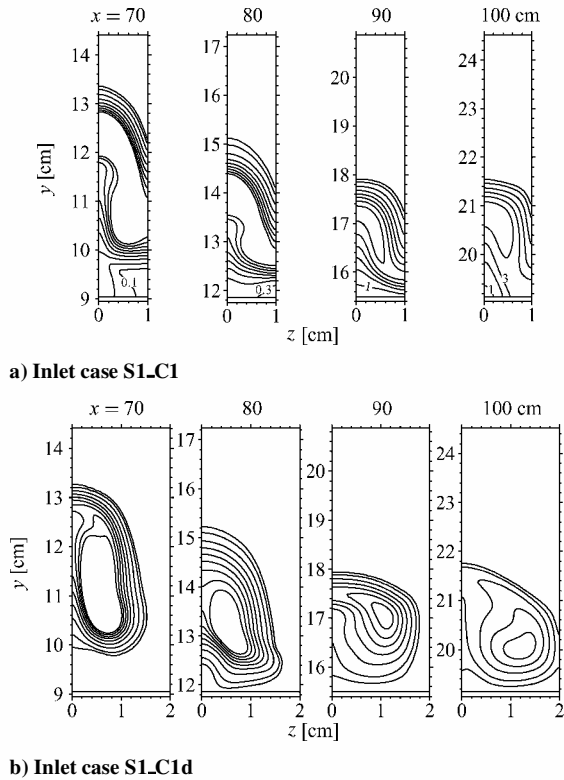 x = 70 80 90 100 cm
14 17 20 24
13 16 19 23
12 15 18 22
11 14 17 21
10 13 16 20
9 12
y [cm]
0.1 0.3 1 1 3
0 1 0 1 0 1 0 1
z [cm]
a) Inlet case S1_C1
x = 70 80 90 100 cm
14 17 20 24
13 16 19 23
12 15 18 22
11 14 17 21
10 13 16 20
9 12
y [cm]
0 1 2 0 1 2 0 1 2 0 1 2
z [cm]
b) Inlet case S1_C1d